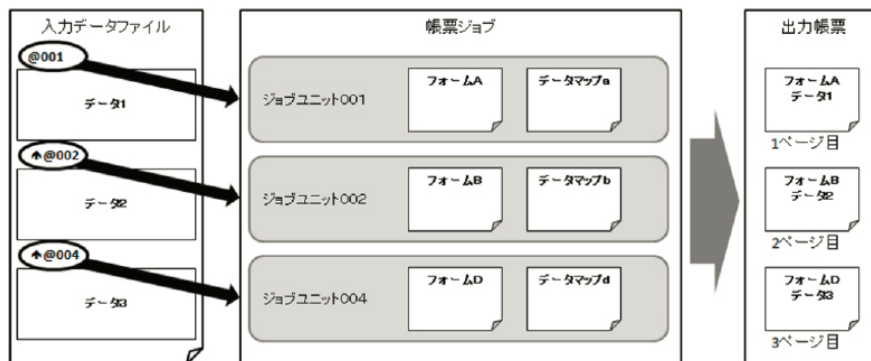 入力データファイル
帳票ジョブ
出力帳票
@001
データ1
ジョブユニット001
フォームA
データマップa
フォームA
データ1
1ページ目
↑@002
データ2
ジョブユニット002
フォームB
データマップb
フォームB
データ2
2ページ目
↑@004
データ3
ジョブユニット004
フォームD
データマップd
フォームD
データ3
3ページ目